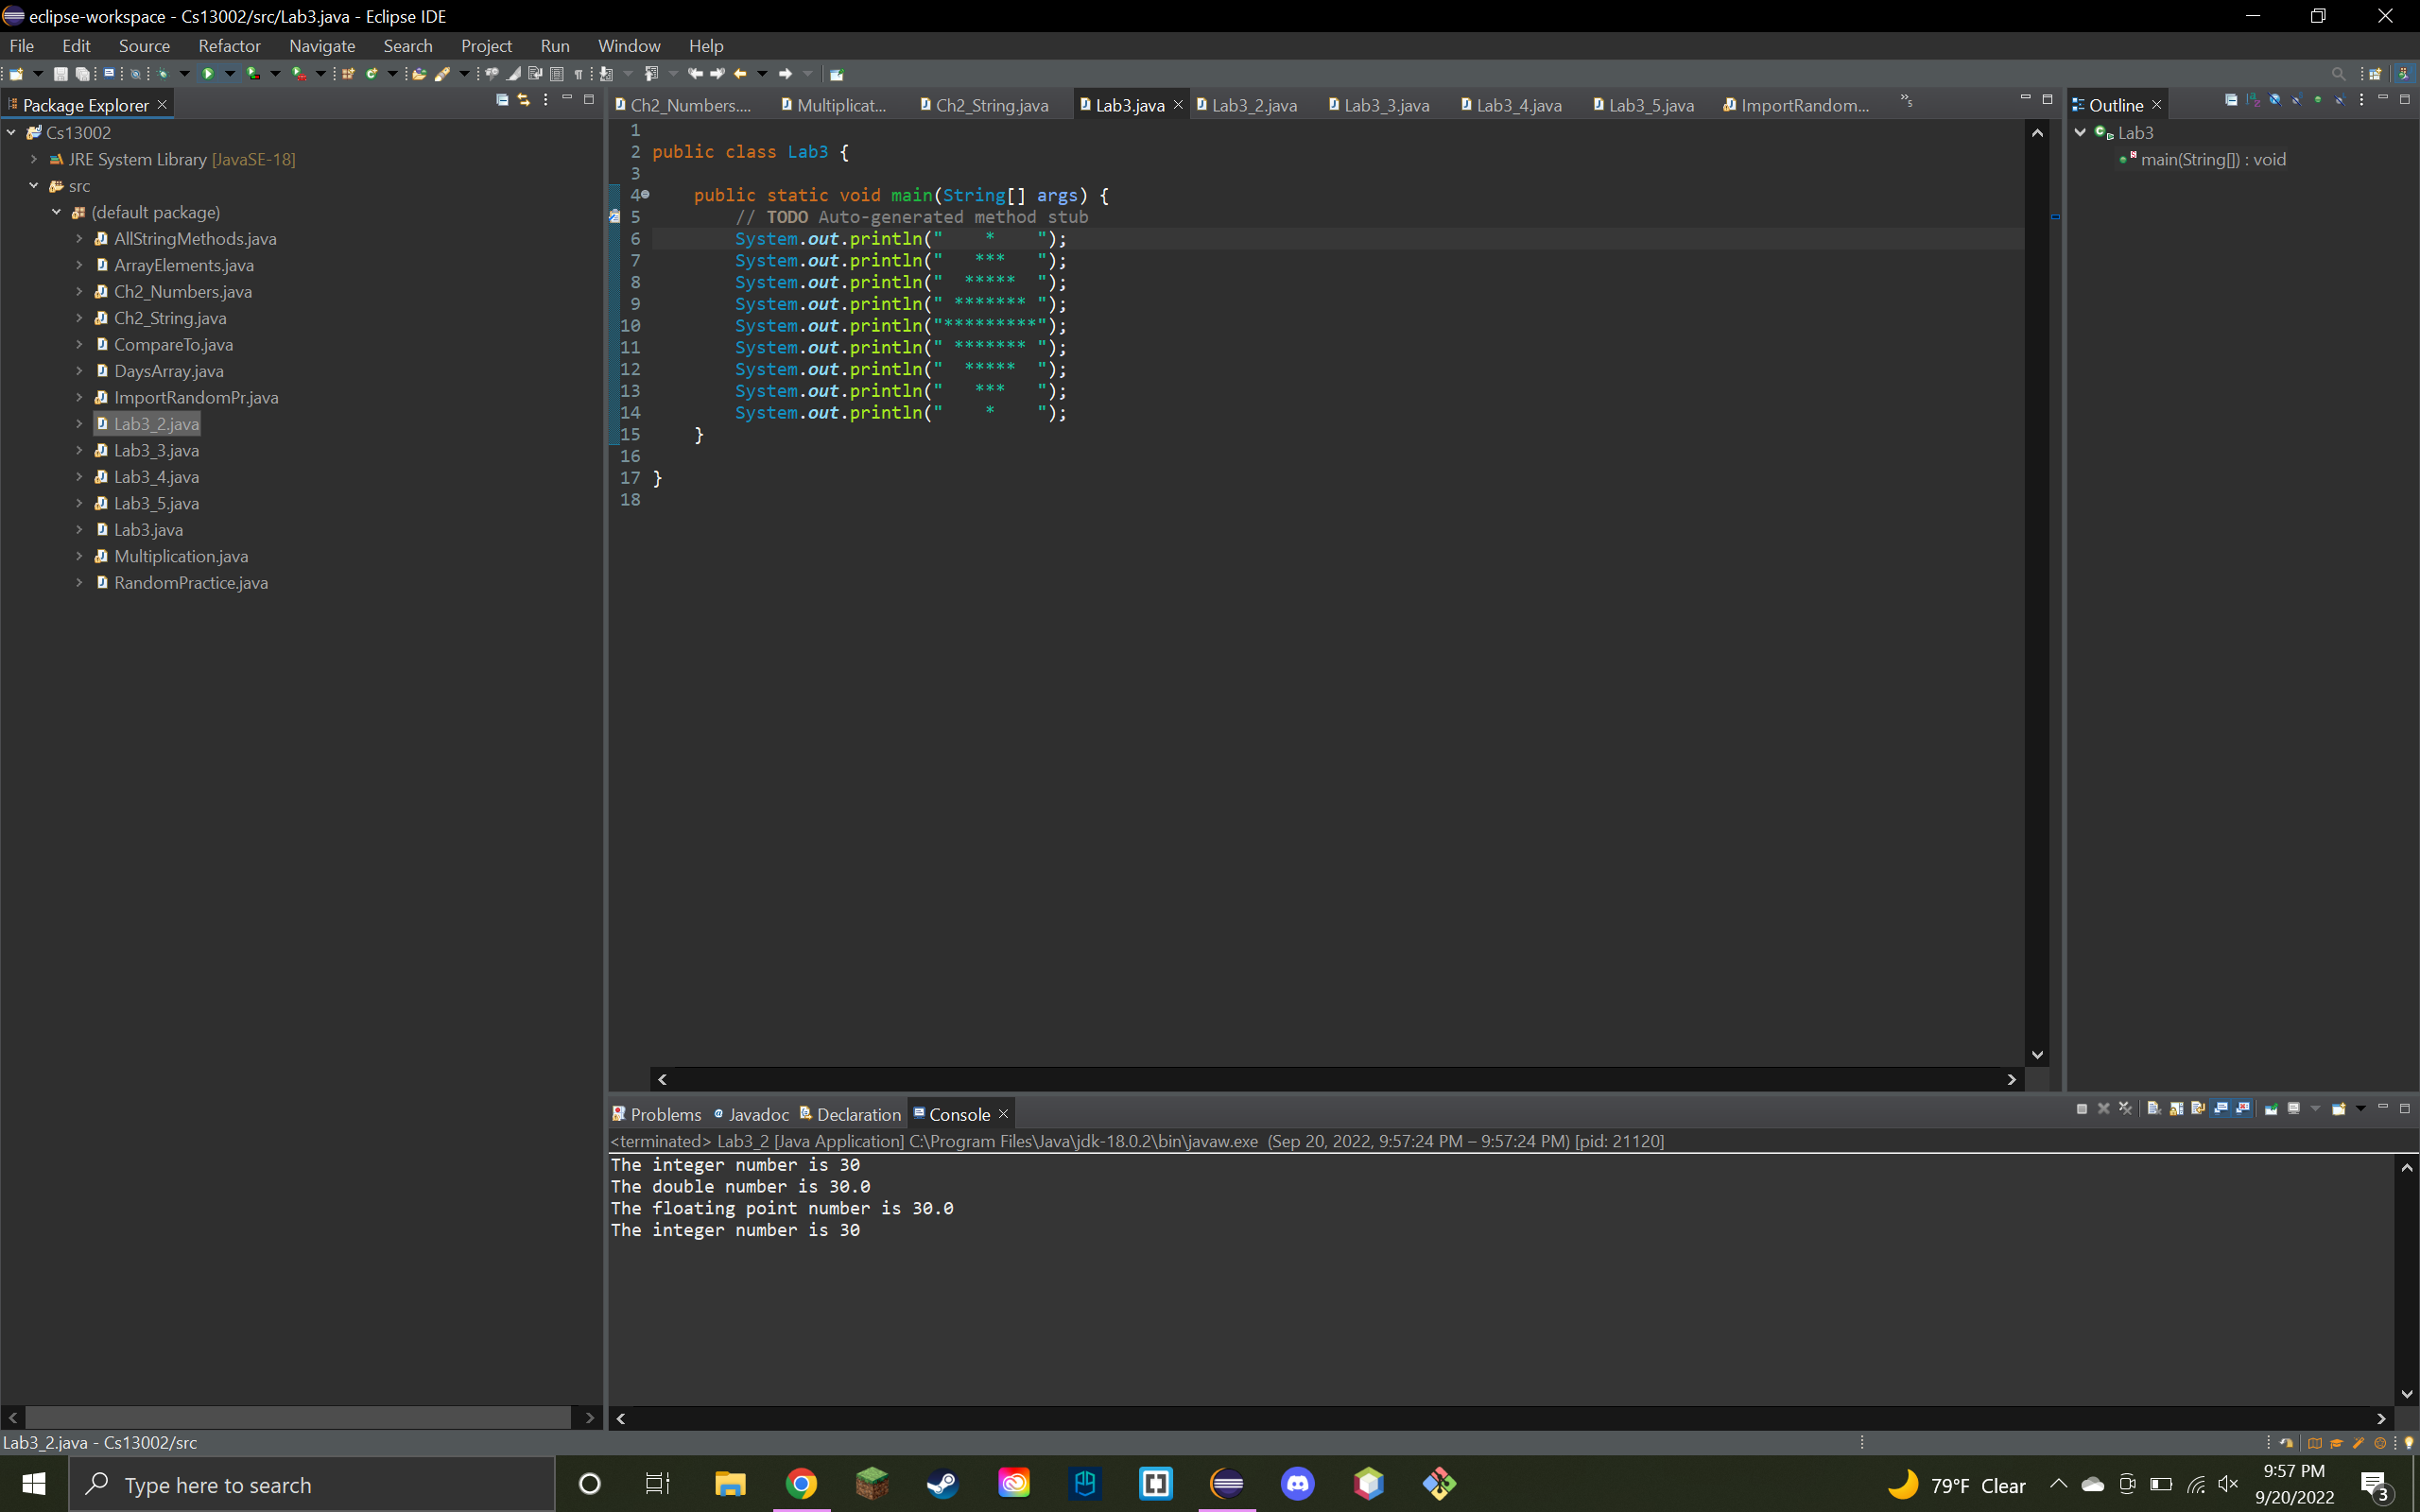 eclipse-workspace - Cs13002/src/Lab3.java - Eclipse IDE
File Edit Source Refactor Navigate Search Project Run Window Help
Package Explorer
Cs13002
JRE System Library [JavaSE-18]
src
(default package)
AllStringMethods.java
ArrayElements.java
Ch2_Numbers.java
Ch2_String.java
CompareTo.java
DaysArray.java
ImportRandomPr.java
Lab3_2.java
Lab3_3.java
Lab3_4.java
Lab3_5.java
Lab3.java
Multiplication.java
RandomPractice.java
Ch2_Numbers.... Multiplicat... Ch2_String.java Lab3.java Lab3_2.java Lab3_3.java Lab3_4.java Lab3_5.java ImportRandom... »5
1
2 public class Lab3 {
3
4     public static void main(String[] args) {
5         // TODO Auto-generated method stub
6         System.out.println("    *    ");
7         System.out.println("   ***   ");
8         System.out.println("  *****  ");
9         System.out.println(" ******* ");
10         System.out.println("*********");
11         System.out.println(" ******* ");
12         System.out.println("  *****  ");
13         System.out.println("   ***   ");
14         System.out.println("    *    ");
15     }
16
17 }
18
Outline
Lab3
main(String[]) : void
Problems Javadoc Declaration Console
<terminated> Lab3_2 [Java Application] C:\Program Files\Java\jdk-18.0.2\bin\javaw.exe (Sep 20, 2022, 9:57:24 PM – 9:57:24 PM) [pid: 21120]
The integer number is 30
The double number is 30.0
The floating point number is 30.0
The integer number is 30
Lab3_2.java - Cs13002/src
Type here to search
79°F Clear
9:57 PM
9/20/2022
3